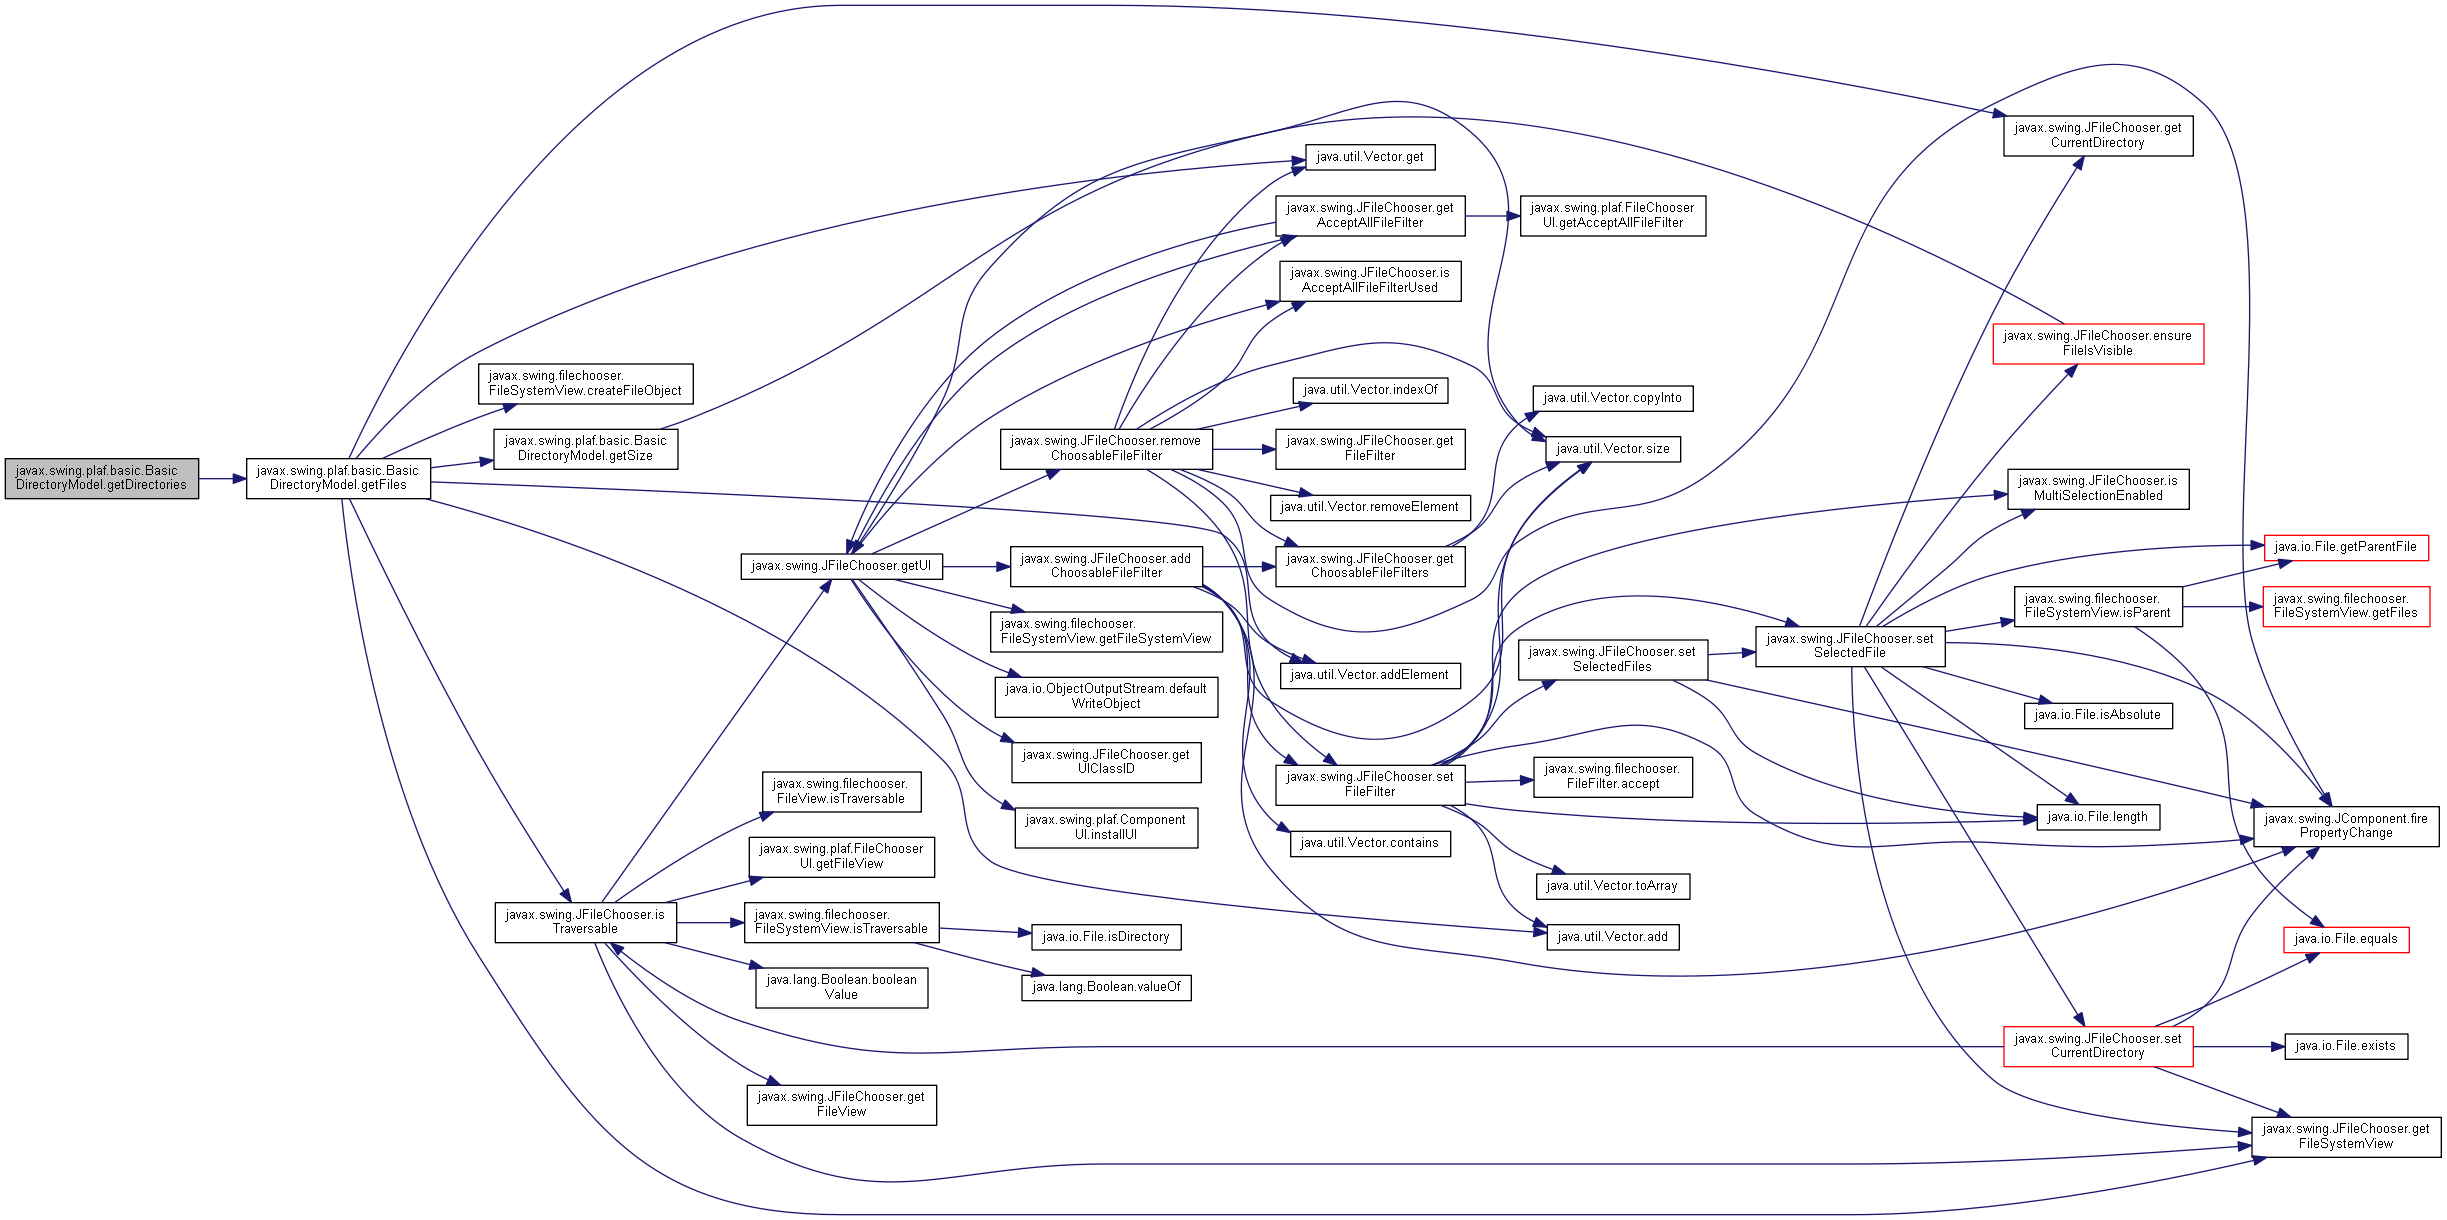 javax.swing.plaf.basic.Basic
DirectoryModel.getDirectories
javax.swing.plaf.basic.Basic
DirectoryModel.getFiles
javax.swing.filechooser.
FileSystemView.createFileObject
javax.swing.plaf.basic.Basic
DirectoryModel.getSize
javax.swing.JFileChooser.is
Traversable
javax.swing.JFileChooser.getUI
javax.swing.filechooser.
FileView.isTraversable
javax.swing.plaf.FileChooser
UI.getFileView
javax.swing.filechooser.
FileSystemView.isTraversable
java.lang.Boolean.boolean
Value
javax.swing.JFileChooser.get
FileView
javax.swing.JFileChooser.remove
ChoosableFileFilter
javax.swing.JFileChooser.add
ChoosableFileFilter
javax.swing.filechooser.
FileSystemView.getFileSystemView
java.io.ObjectOutputStream.default
WriteObject
javax.swing.JFileChooser.get
UIClassID
javax.swing.plaf.Component
UI.installUI
java.io.File.isDirectory
java.lang.Boolean.valueOf
java.util.Vector.get
javax.swing.JFileChooser.get
AcceptAllFileFilter
javax.swing.JFileChooser.is
AcceptAllFileFilterUsed
java.util.Vector.indexOf
javax.swing.JFileChooser.get
FileFilter
java.util.Vector.removeElement
javax.swing.JFileChooser.get
ChoosableFileFilters
java.util.Vector.addElement
javax.swing.JFileChooser.set
FileFilter
java.util.Vector.contains
javax.swing.plaf.FileChooser
UI.getAcceptAllFileFilter
java.util.Vector.copyInto
java.util.Vector.size
javax.swing.JFileChooser.set
SelectedFiles
javax.swing.filechooser.
FileFilter.accept
java.util.Vector.toArray
java.util.Vector.add
javax.swing.JFileChooser.set
SelectedFile
javax.swing.JFileChooser.get
CurrentDirectory
javax.swing.JFileChooser.ensure
FileIsVisible
javax.swing.JFileChooser.is
MultiSelectionEnabled
javax.swing.filechooser.
FileSystemView.isParent
java.io.File.isAbsolute
java.io.File.length
javax.swing.JFileChooser.set
CurrentDirectory
java.io.File.getParentFile
javax.swing.filechooser.
FileSystemView.getFiles
javax.swing.JComponent.fire
PropertyChange
java.io.File.equals
java.io.File.exists
javax.swing.JFileChooser.get
FileSystemView